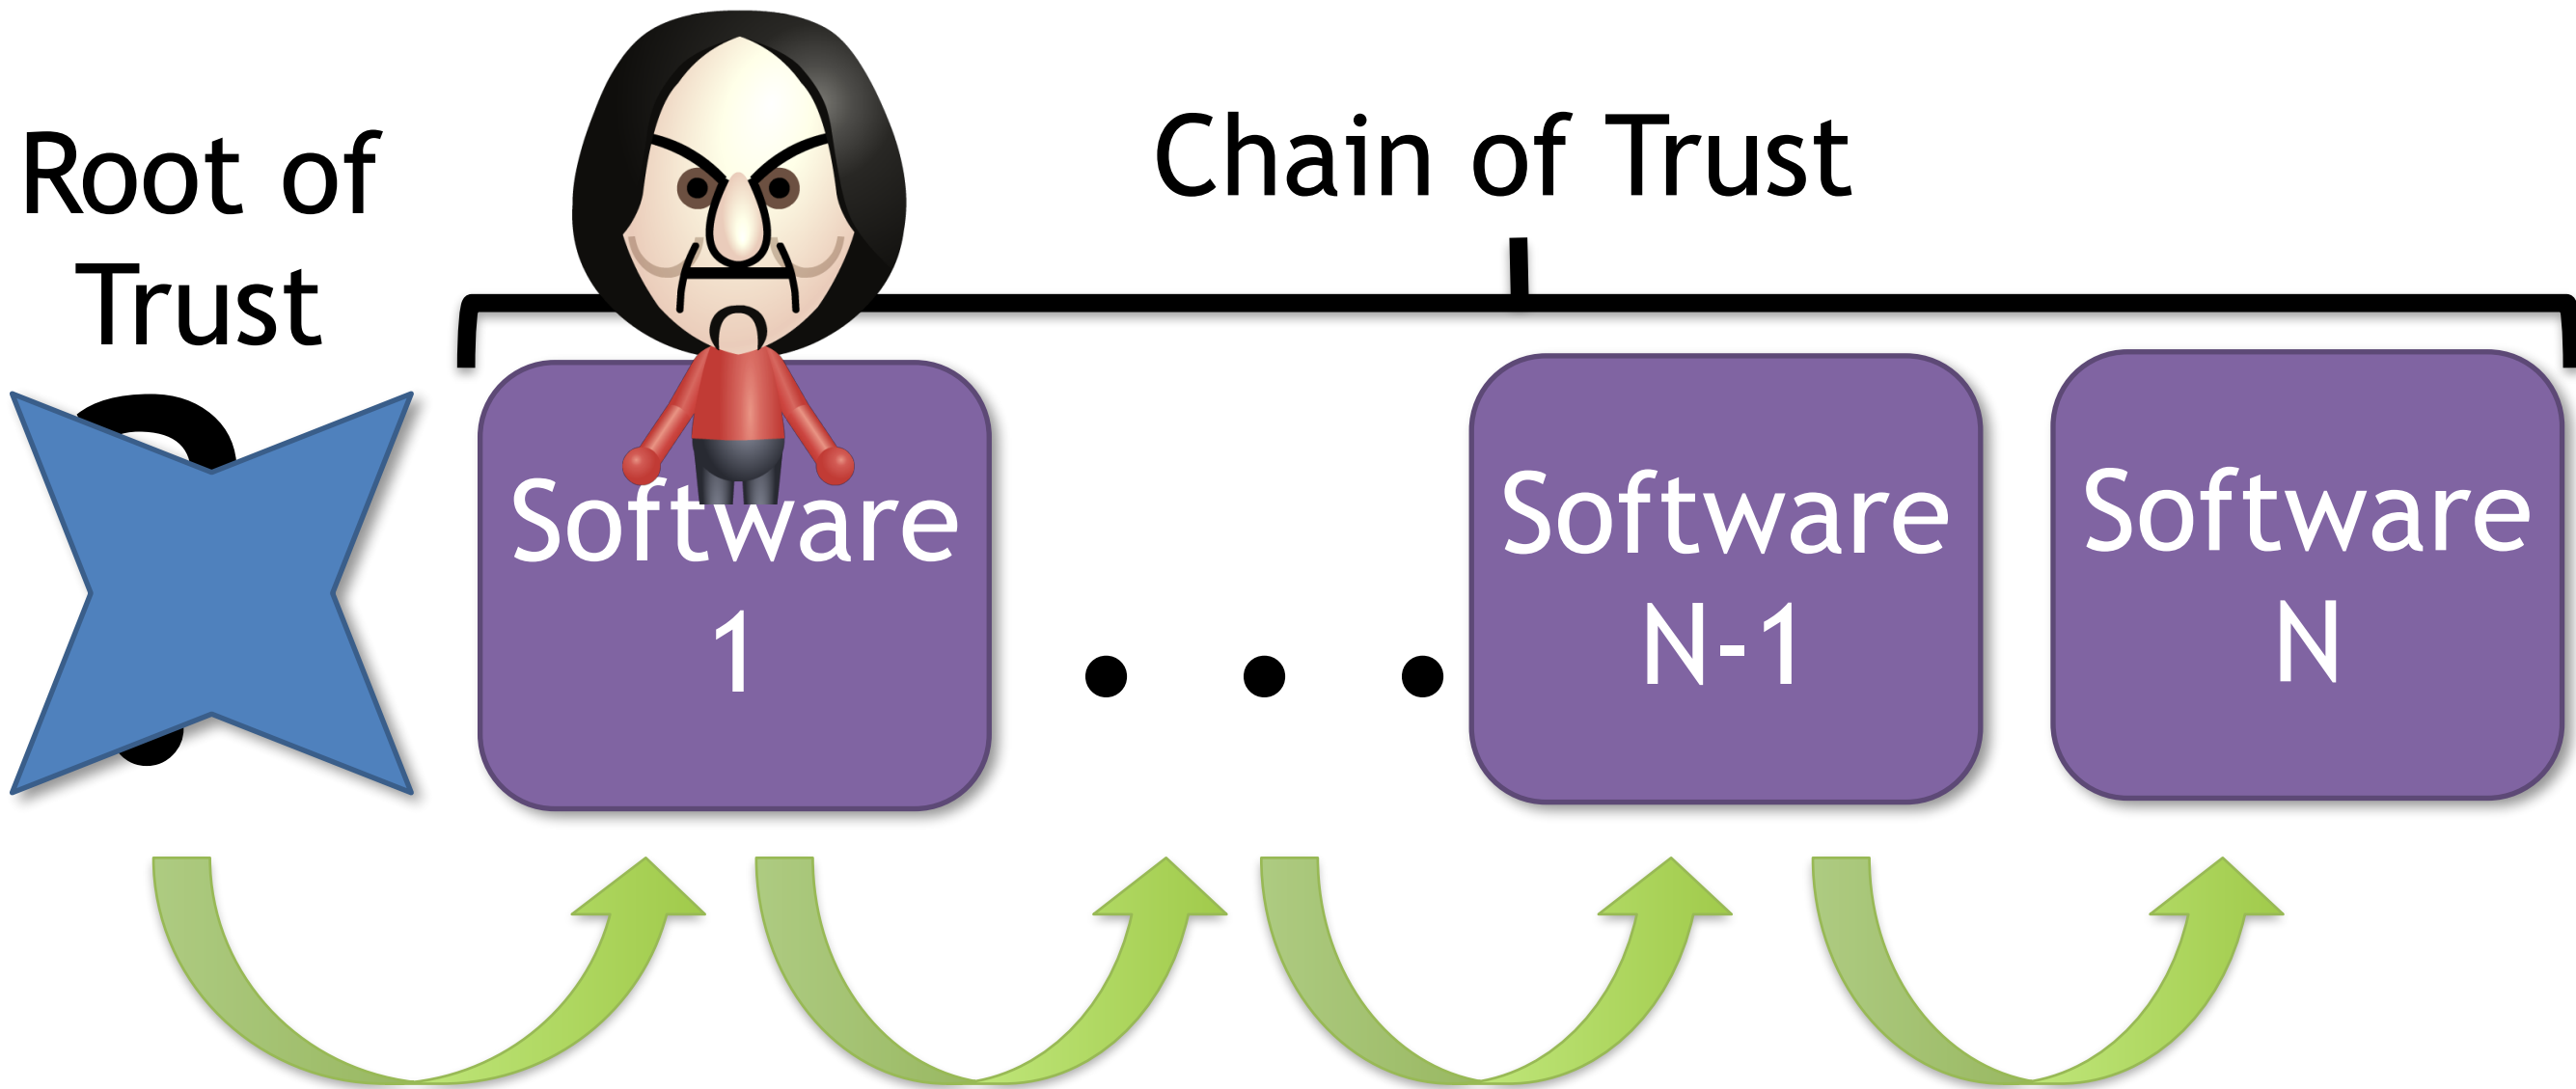 Root of
Trust
Chain of Trust
?
Software
1
. . .
Software
N-1
Software
N